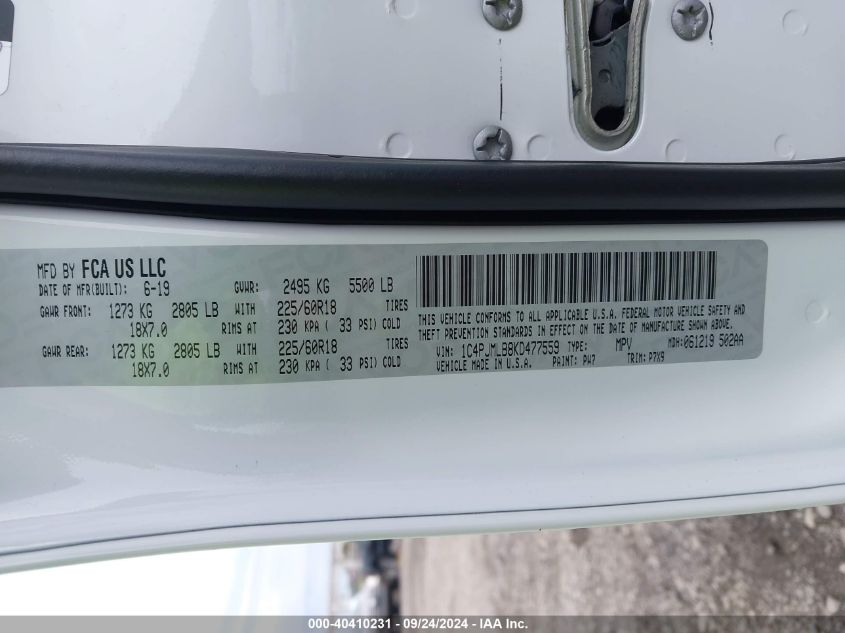 MFD BY FCA US LLC
DATE OF MFR(BUILT): 6-19 GVWR: 2495 KG 5500 LB
GAWR FRONT: 1273 KG 2805 LB WITH 225/60R18 TIRES
18X7.0 RIMS AT 230 KPA ( 33 PSI) COLD
GAWR REAR: 1273 KG 2805 LB WITH 225/60R18 TIRES
18X7.0 RIMS AT 230 KPA ( 33 PSI) COLD
THIS VEHICLE CONFORMS TO ALL APPLICABLE U.S.A. FEDERAL MOTOR VEHICLE SAFETY AND
THEFT PREVENTION STANDARDS IN EFFECT ON THE DATE OF MANUFACTURE SHOWN ABOVE.
VIN: 1C4PJMLB8KD477559 TYPE: MPV MDH: 061219 502AA
VEHICLE MADE IN U.S.A. PAINT: PW7 TRIM: P7X9
000-40410231 - 09/24/2024 - IAA Inc.